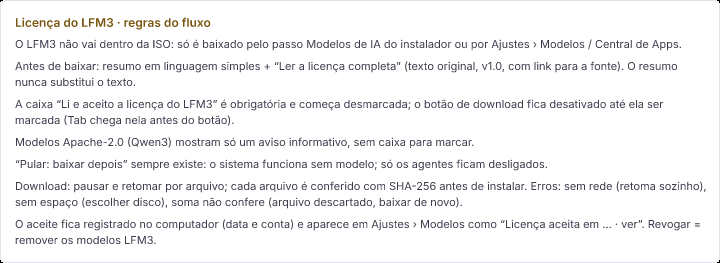 Licença do LFM3 · regras do fluxo
O LFM3 não vai dentro da ISO: só é baixado pelo passo Modelos de IA do instalador ou por Ajustes › Modelos / Central de Apps.
Antes de baixar: resumo em linguagem simples + “Ler a licença completa” (texto original, v1.0, com link para a fonte). O resumo
nunca substitui o texto.
A caixa “Li e aceito a licença do LFM3” é obrigatória e começa desmarcada; o botão de download fica desativado até ela ser
marcada (Tab chega nela antes do botão).
Modelos Apache-2.0 (Qwen3) mostram só um aviso informativo, sem caixa para marcar.
“Pular: baixar depois” sempre existe: o sistema funciona sem modelo; só os agentes ficam desligados.
Download: pausar e retomar por arquivo; cada arquivo é conferido com SHA-256 antes de instalar. Erros: sem rede (retoma sozinho),
sem espaço (escolher disco), soma não confere (arquivo descartado, baixar de novo).
O aceite fica registrado no computador (data e conta) e aparece em Ajustes › Modelos como “Licença aceita em ... · ver”. Revogar =
remover os modelos LFM3.